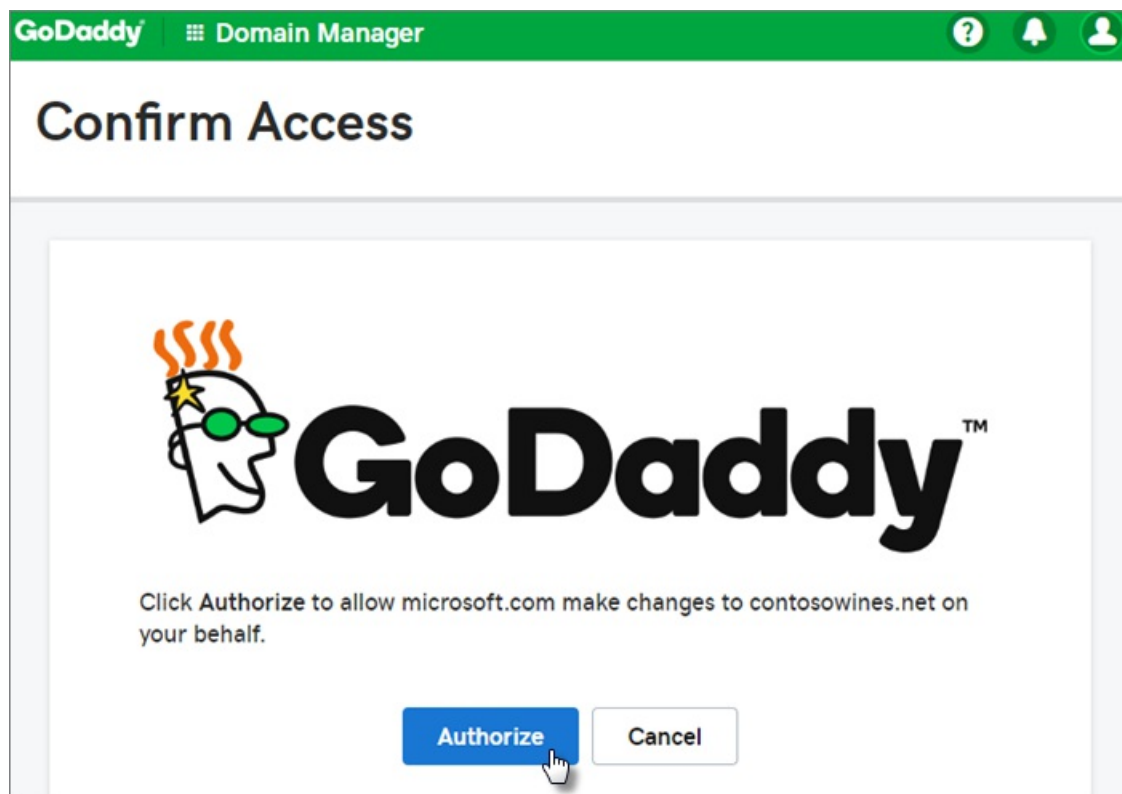 GoDaddy Domain Manager
Confirm Access
GoDaddy™
Click Authorize to allow microsoft.com make changes to contosowines.net on
your behalf.
Authorize Cancel